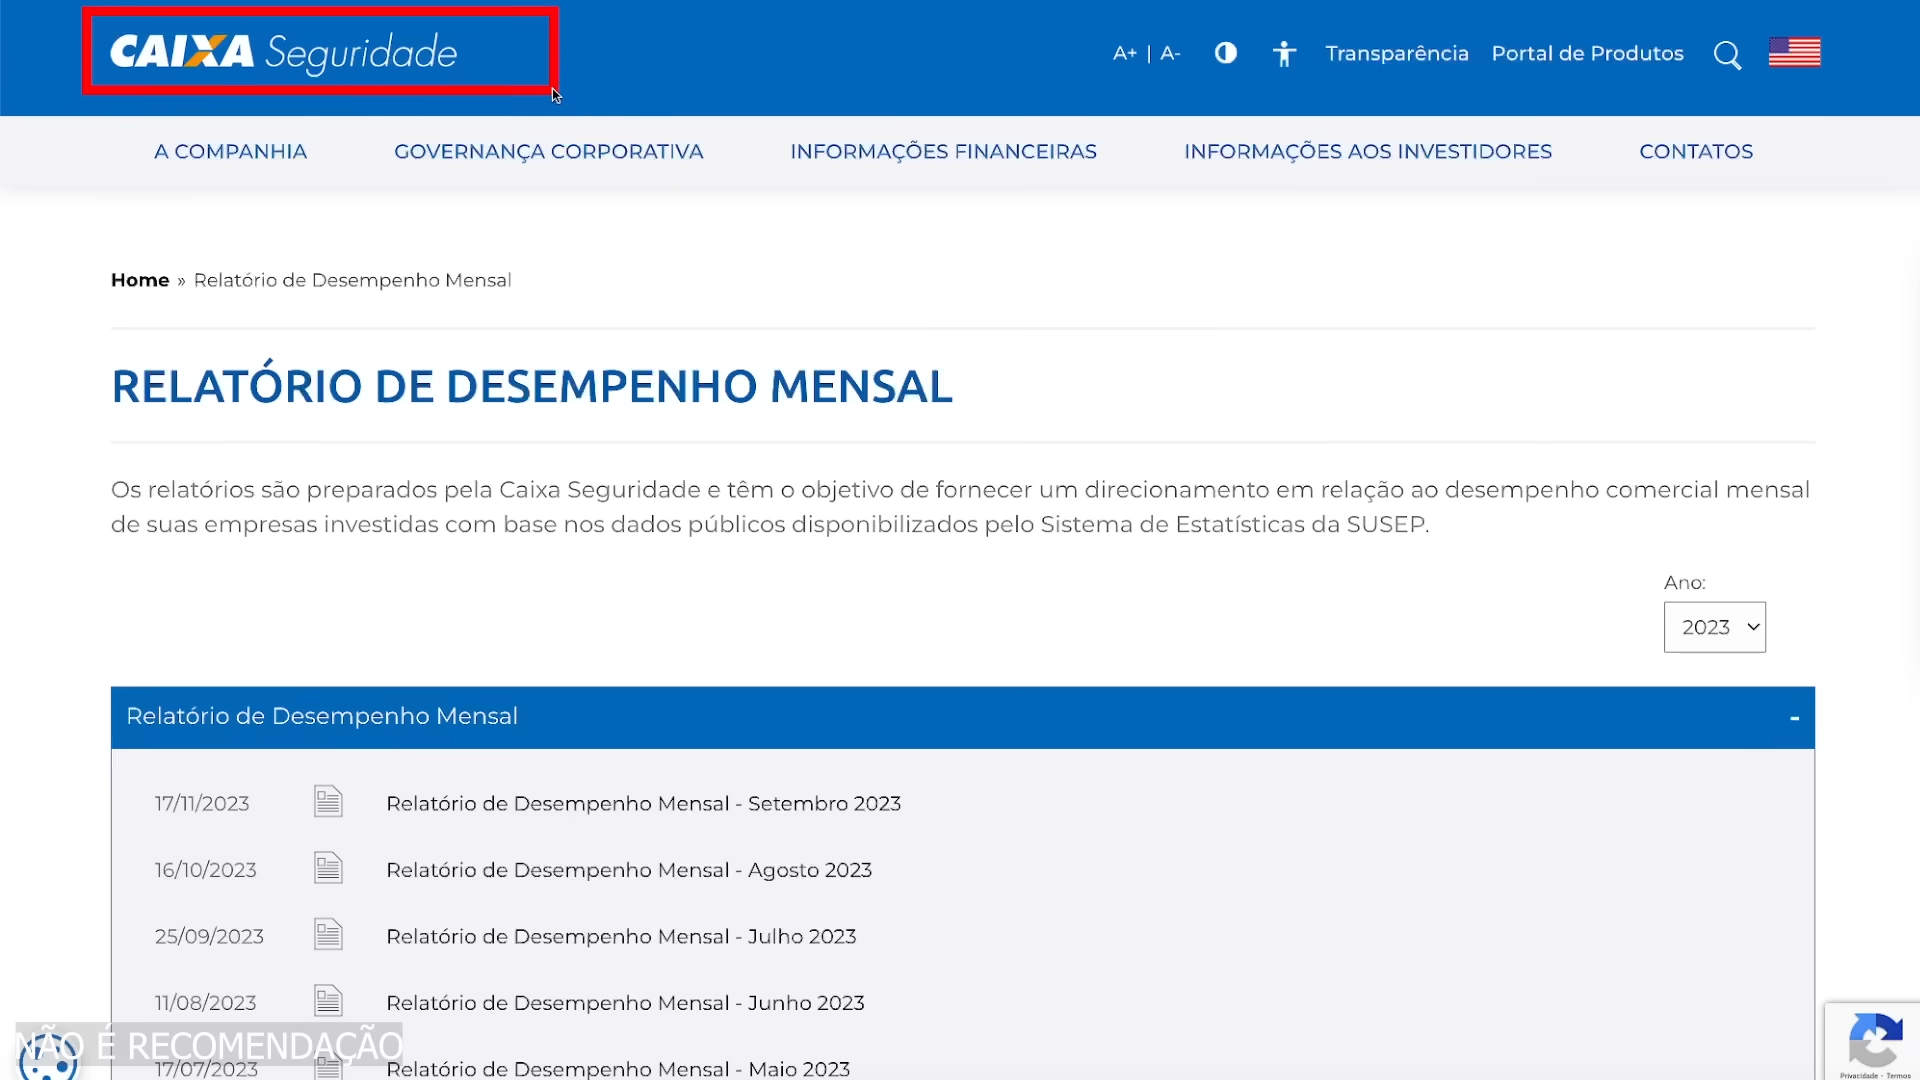 CAIXA Seguridade
A+ | A-
Transparência
Portal de Produtos
A COMPANHIA
GOVERNANÇA CORPORATIVA
INFORMAÇÕES FINANCEIRAS
INFORMAÇÕES AOS INVESTIDORES
CONTATOS
Home » Relatório de Desempenho Mensal
RELATÓRIO DE DESEMPENHO MENSAL
Os relatórios são preparados pela Caixa Seguridade e têm o objetivo de fornecer um direcionamento em relação ao desempenho comercial mensal
de suas empresas investidas com base nos dados públicos disponibilizados pelo Sistema de Estatísticas da SUSEP.
Ano:
2023
Relatório de Desempenho Mensal -
17/11/2023 Relatório de Desempenho Mensal - Setembro 2023
16/10/2023 Relatório de Desempenho Mensal - Agosto 2023
25/09/2023 Relatório de Desempenho Mensal - Julho 2023
11/08/2023 Relatório de Desempenho Mensal - Junho 2023
NÃO É RECOMENDAÇÃO
17/07/2023 Relatório de Desempenho Mensal - Maio 2023
Privacidade - Termos